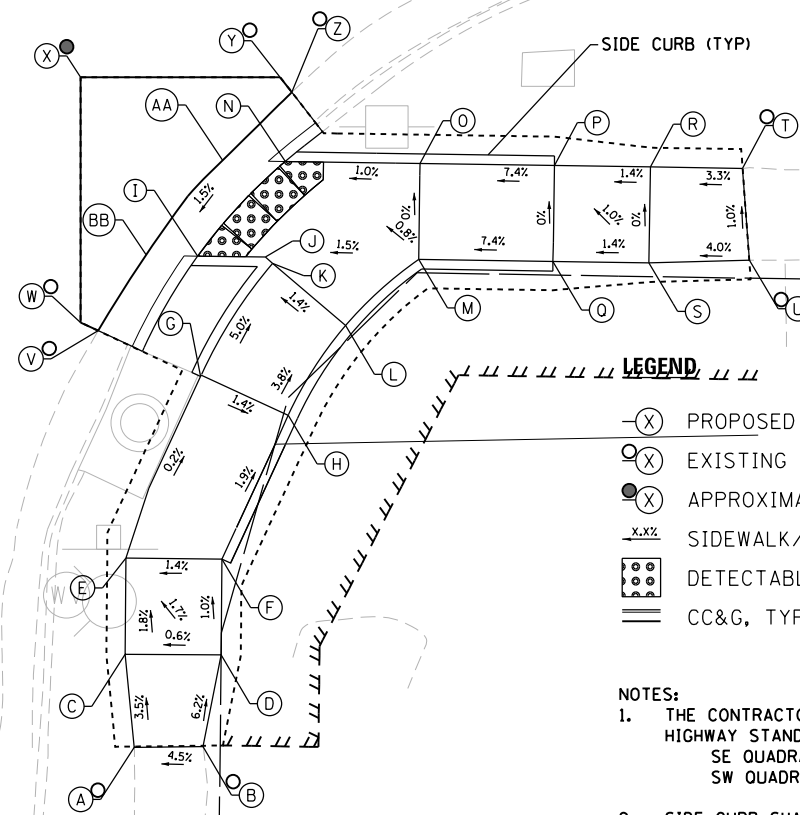 Z
Y
X
SIDE CURB (TYP)
AA
N
O
P
R
T
1.0%
7.4%
1.4%
3.3%
I
1.5%
0%
1.0%
0%
1.0%
0%
0.8%
BB
J
1.5%
7.4%
1.4%
4.0%
K
W
1.4%
M
Q
S
U
G
5.0%
V
3.8%
L
LEGEND
1.4%
X PROPOSED
H
0.2%
1.9%
X EXISTING
X APPROXIMA
X.X% SIDEWALK/
E
1.4%
DETECTABL
W
1.8%
1.7%
1.0%
F
0.6%
CC&G, TYP
C
3.5%
6.2%
D
NOTES:
1. THE CONTRACTO
HIGHWAY STAND
SE QUADRA
4.5%
SW QUADR
A
B
2. SIDE CURB SHA